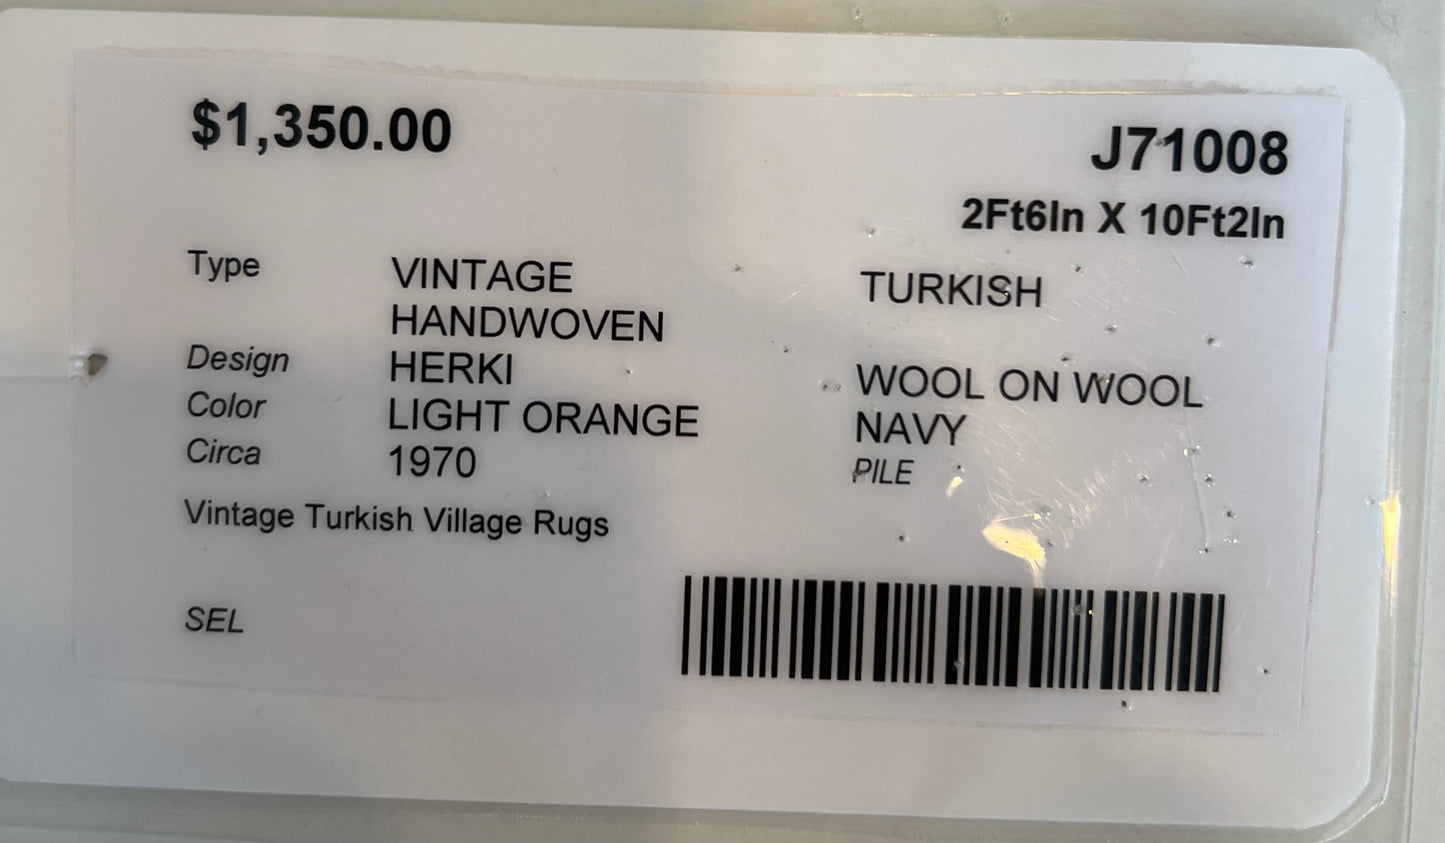 $1,350.00 J71008
2Ft6In X 10Ft2In
Type VINTAGE TURKISH
HANDWOVEN
Design HERKI WOOL ON WOOL
Color LIGHT ORANGE NAVY
Circa 1970 PILE
Vintage Turkish Village Rugs
SEL